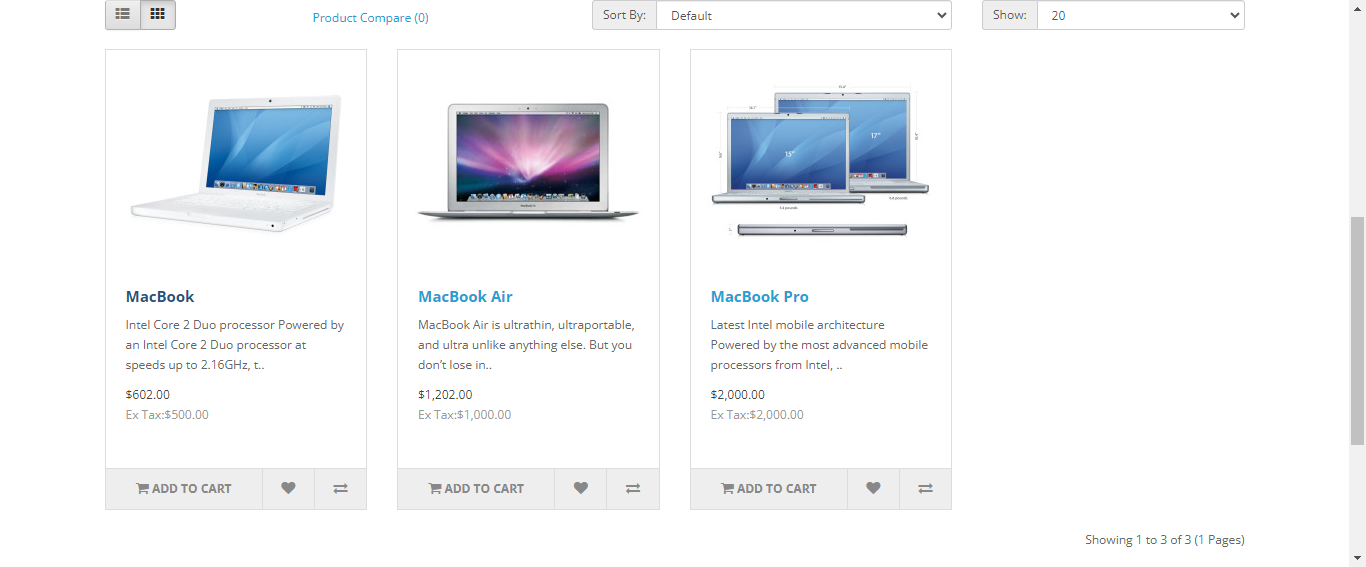 Product Compare (0)
Sort By: Default
Show: 20
15"
17"
MacBook
Intel Core 2 Duo processor Powered by
an Intel Core 2 Duo processor at
speeds up to 2.16GHz, t..
$602.00
Ex Tax:$500.00
ADD TO CART
MacBook Air
MacBook Air is ultrathin, ultraportable,
and ultra unlike anything else. But you
don't lose in..
$1,202.00
Ex Tax:$1,000.00
ADD TO CART
MacBook Pro
Latest Intel mobile architecture
Powered by the most advanced mobile
processors from Intel, ..
$2,000.00
Ex Tax:$2,000.00
ADD TO CART
Showing 1 to 3 of 3 (1 Pages)